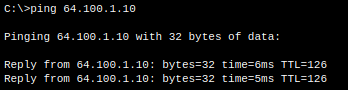 C:\>ping 64.100.1.10
Pinging 64.100.1.10 with 32 bytes of data:
Reply from 64.100.1.10: bytes=32 time=6ms TTL=126
Reply from 64.100.1.10: bytes=32 time=5ms TTL=126